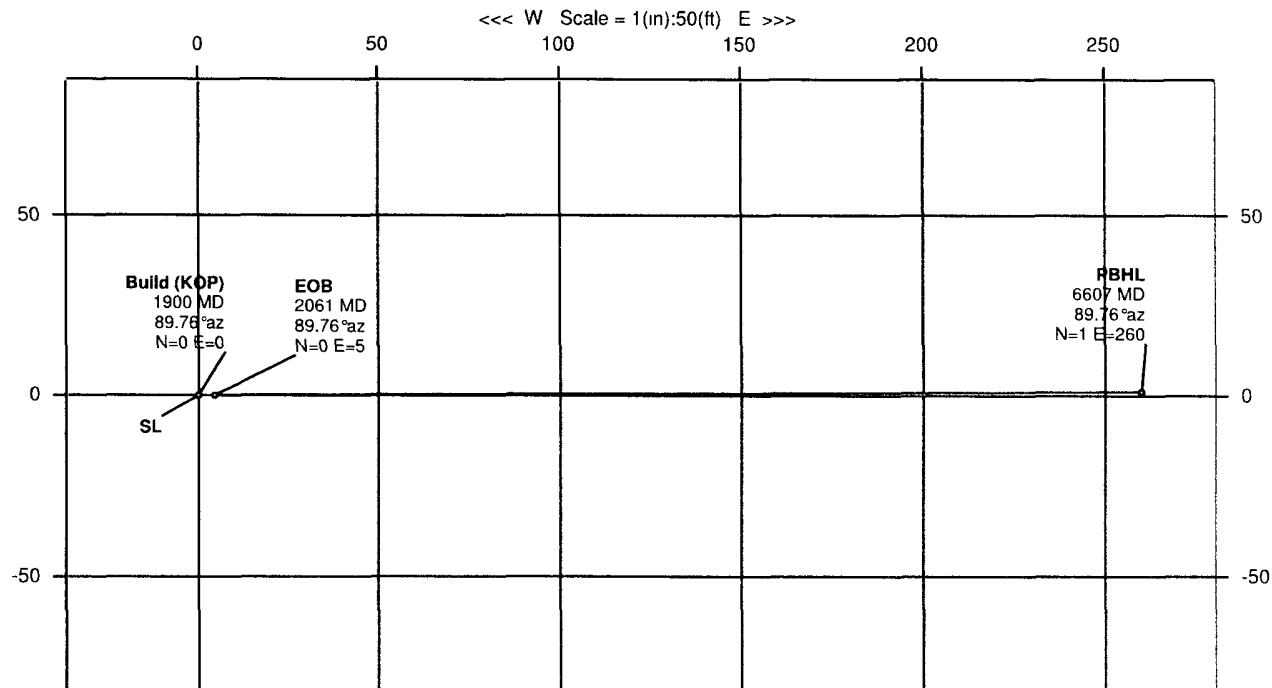 <<< W Scale = 1(in):50(ft) E >>>
0 50 100 150 200 250
50 50
Build (KOP)
1900 MD
89.76°az
N=0 E=0
EOB
2061 MD
89.76°az
N=0 E=5
PBHL
6607 MD
89.76°az
N=1 E=260
0 0
SL
-50 -50